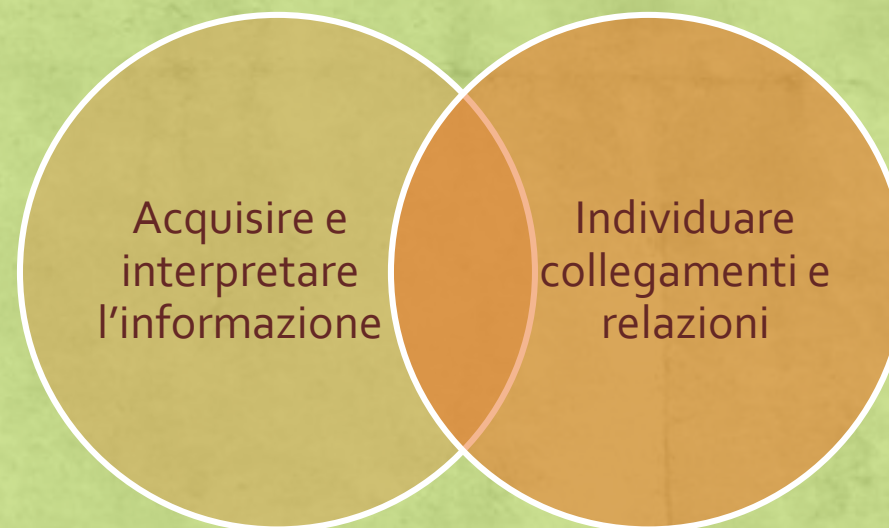 Acquisire e
interpretare
l’informazione
Individuare
collegamenti e
relazioni